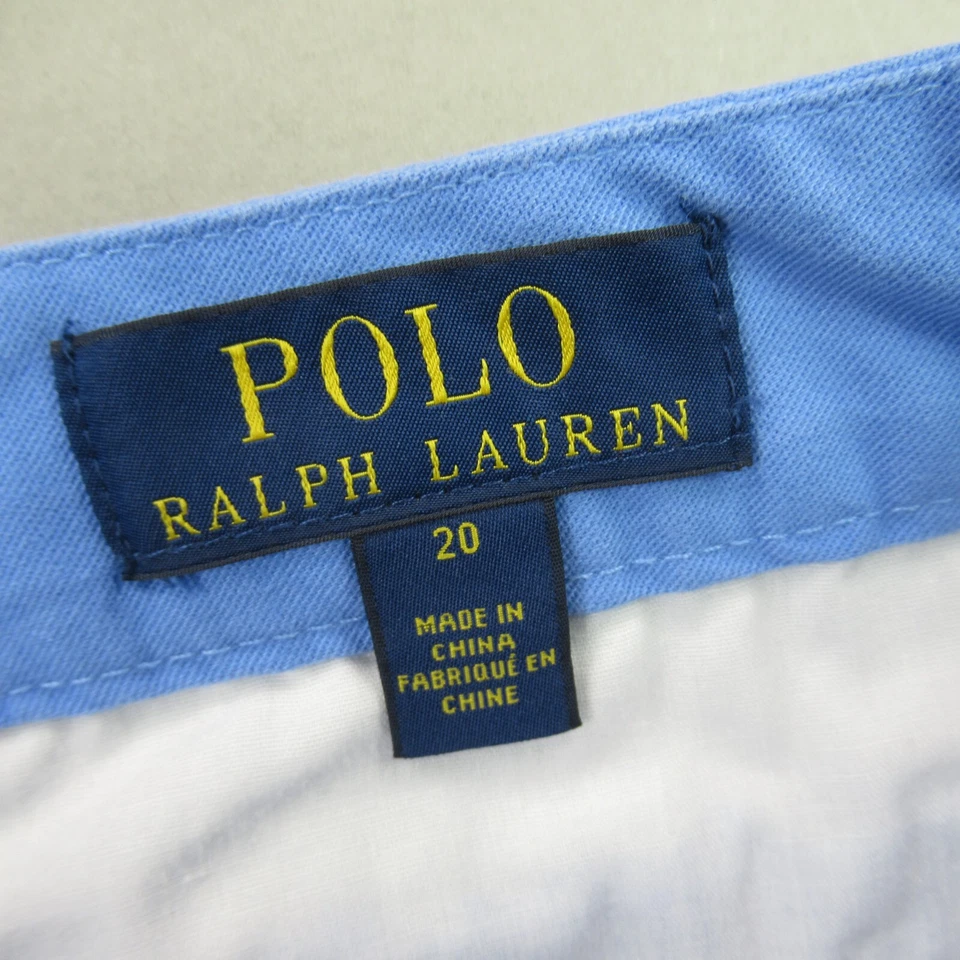 POLO
RALPH LAUREN
20
MADE IN
CHINA
FABRIQUÉ EN
CHINE